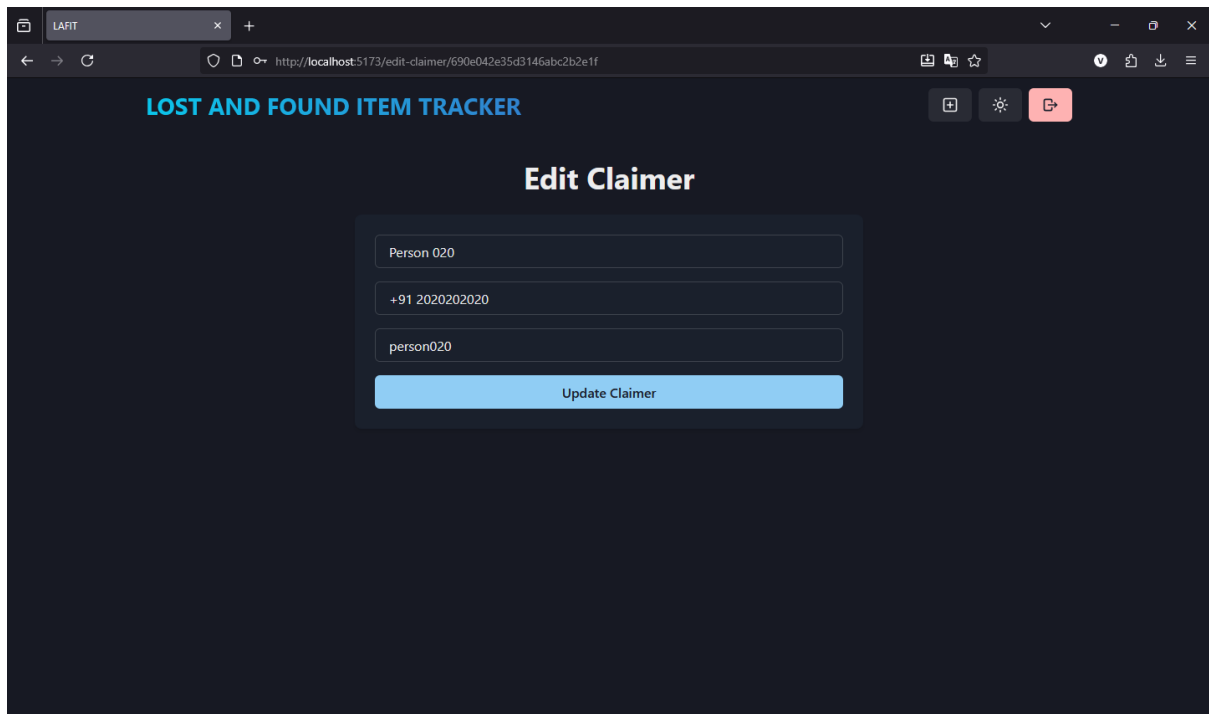 LAFIT
http://localhost:5173/edit-claimer/690e042e35d3146abc2b2e1f
V
LOST AND FOUND ITEM TRACKER
Edit Claimer
Person 020
+91 2020202020
person020
Update Claimer